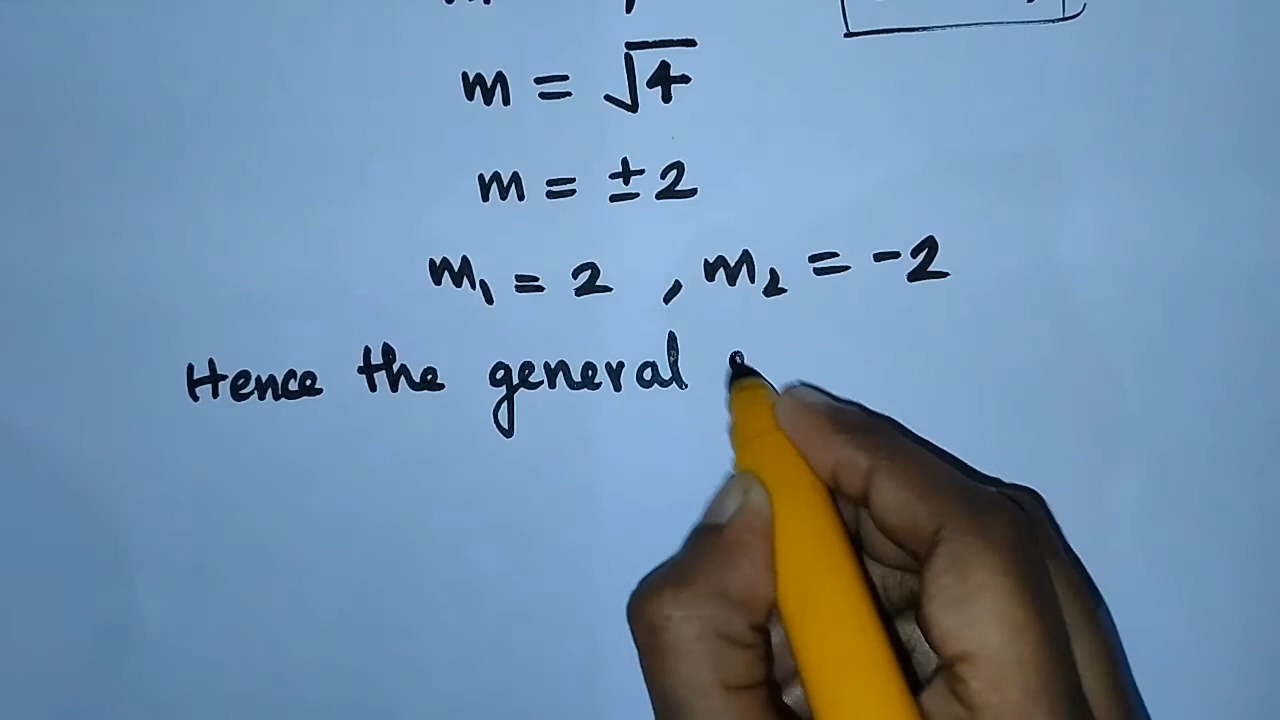 m = √4
m = ±2
m₁ = 2 , m₂ = -2
Hence the general